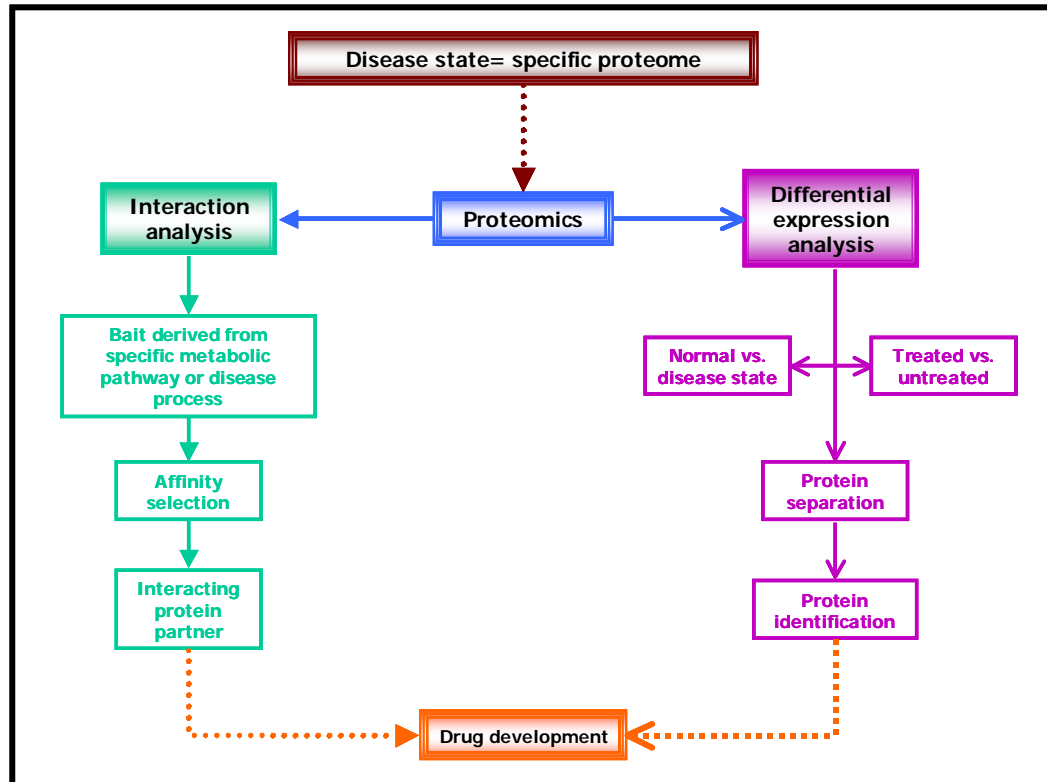 Disease state= specific proteome
Interaction
analysis
Proteomics
Differential
expression
analysis
Bait derived from
specific metabolic
pathway or disease
process
Normal vs.
disease state
Treated vs.
untreated
Affinity
selection
Protein
separation
Interacting
protein
partner
Protein
identification
Drug development